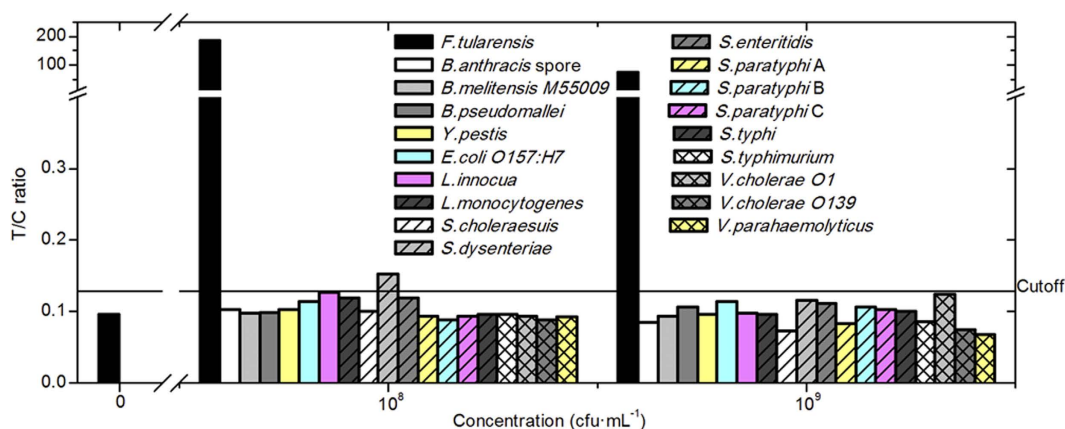 200
100
0.3
0.2
0.1
0.0
T/C ratio
F.tularensis
B.anthracis spore
B.melitensis M55009
B.pseudomallei
Y.pestis
E.coli O157:H7
L.innocua
L.monocytogenes
S.choleraesuis
S.dysenteriae
S.enteritidis
S.paratyphi A
S.paratyphi B
S.paratyphi C
S.typhi
S.typhimurium
V.cholerae O1
V.cholerae O139
V.parahaemolyticus
Cutoff
0
10⁸
10⁹
Concentration (cfu·mL⁻¹)